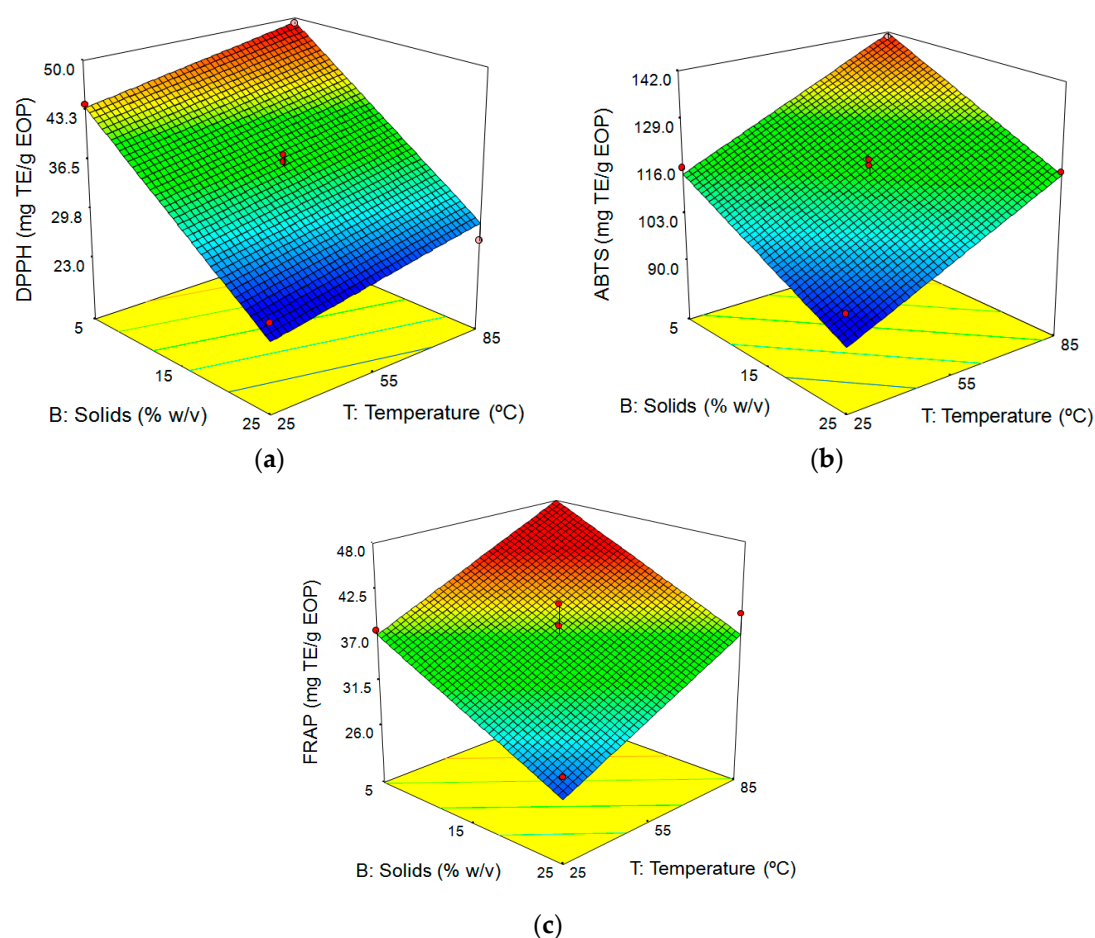 50.0
43.3
36.5
29.8
23.0
DPPH (mg TE/g EOP)
5
15
25
B: Solids (% w/v)
25
55
85
T: Temperature (ºC)
(a)
142.0
129.0
116.0
103.0
90.0
ABTS (mg TE/g EOP)
5
15
25
B: Solids (% w/v)
25
55
85
T: Temperature (ºC)
(b)
48.0
42.5
37.0
31.5
26.0
FRAP (mg TE/g EOP)
5
15
25
B: Solids (% w/v)
25
55
85
T: Temperature (ºC)
(c)